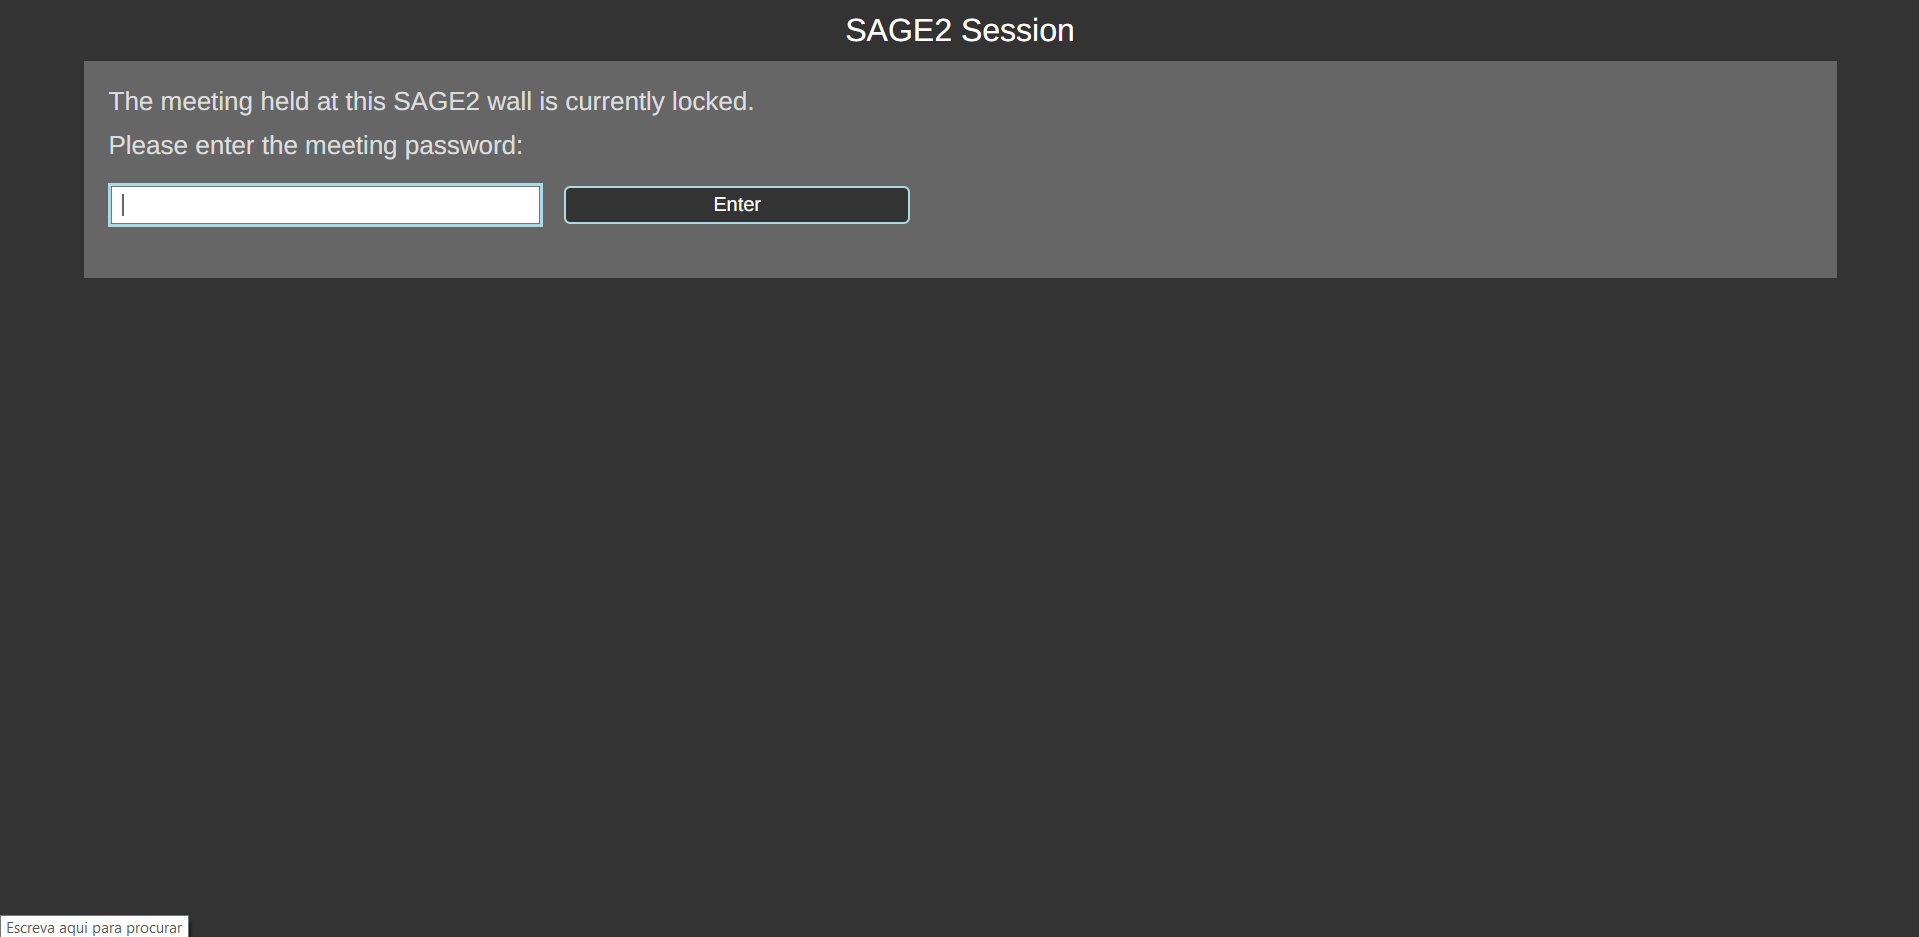 SAGE2 Session
The meeting held at this SAGE2 wall is currently locked.
Please enter the meeting password:
Enter
Escreva aqui para procurar